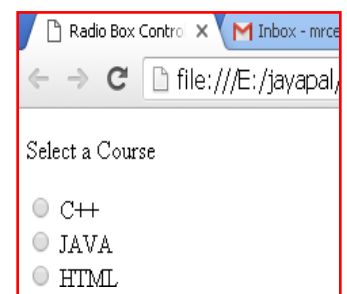 Radio Box Contro
Inbox - mrce
file:///E:/jayapal/
Select a Course
C++
JAVA
HTML